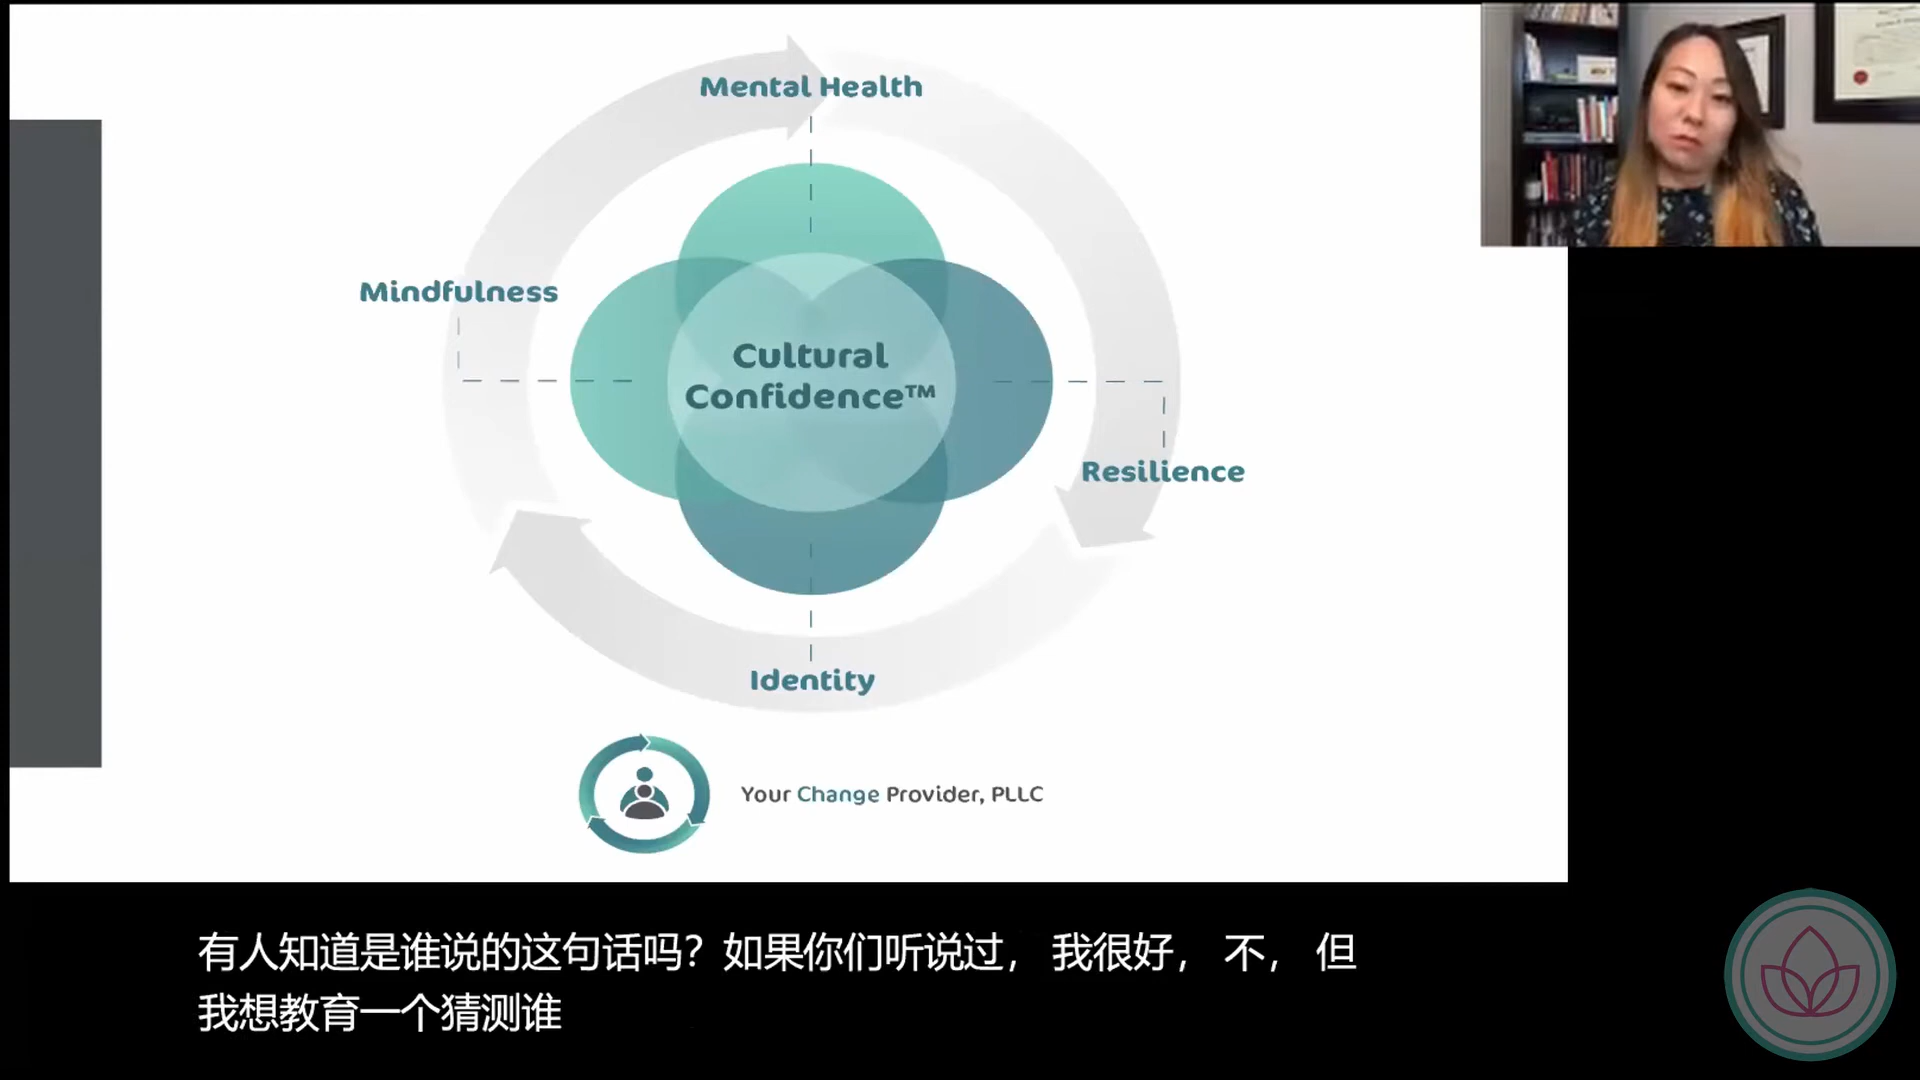 Mental Health
Mindfulness
Cultural
Confidence™
Resilience
Identity
Your Change Provider, PLLC
有人知道是谁说的这句话吗？如果你们听说过， 我很好， 不， 但
我想教育一个猜测谁